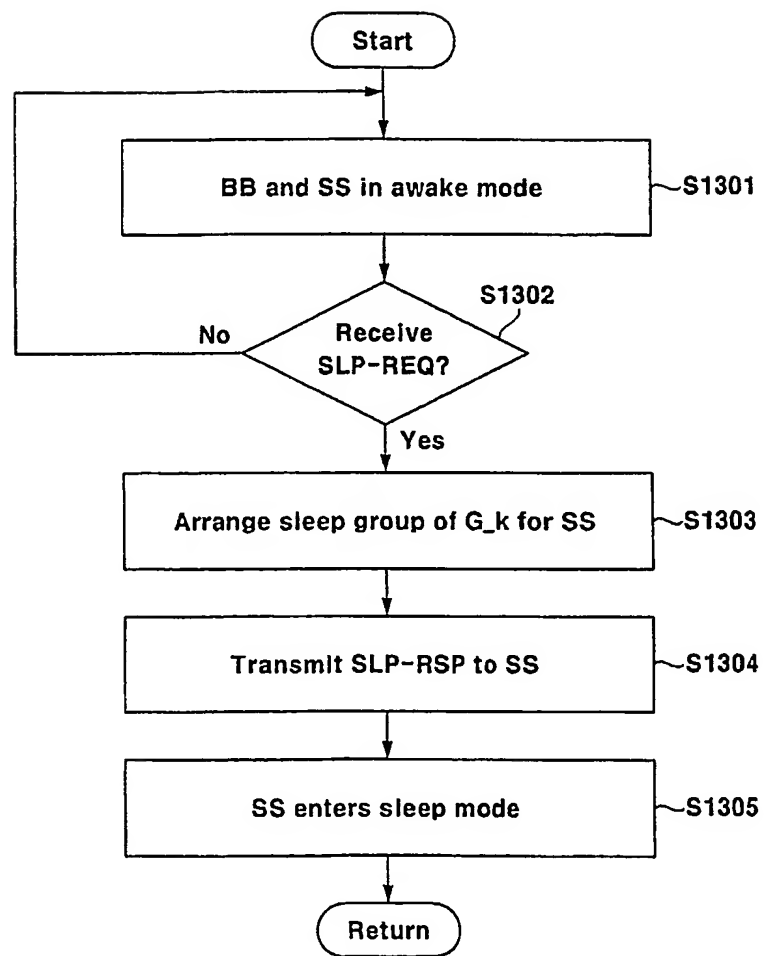 Start
BB and SS in awake mode
S1301
S1302
No
Receive
SLP-REQ?
Yes
Arrange sleep group of G_k for SS
S1303
Transmit SLP-RSP to SS
S1304
SS enters sleep mode
S1305
Return